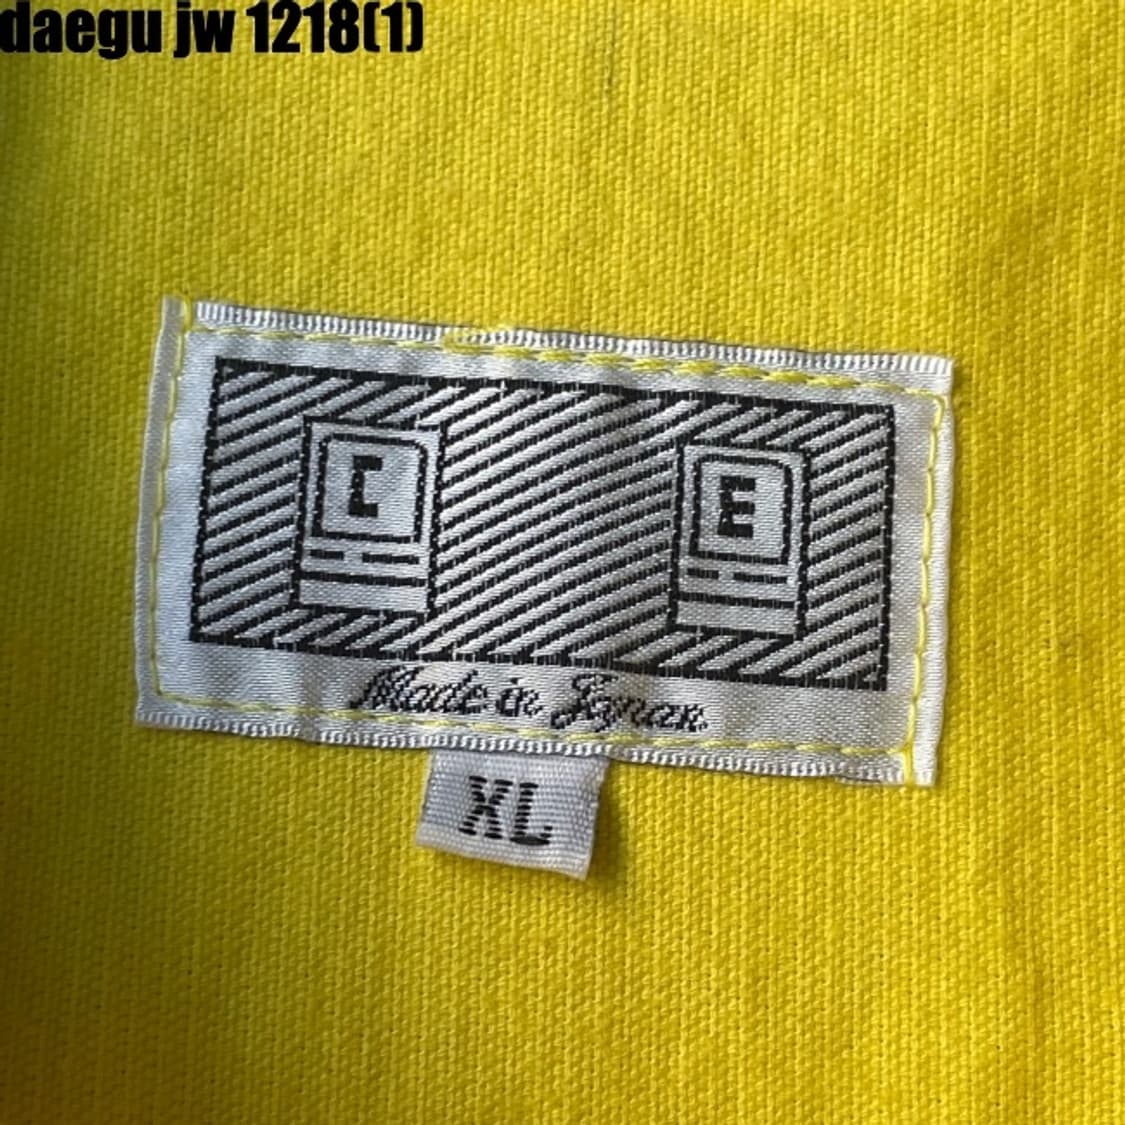 daegu jw 1218(1)
C E
Made in Japan
XL